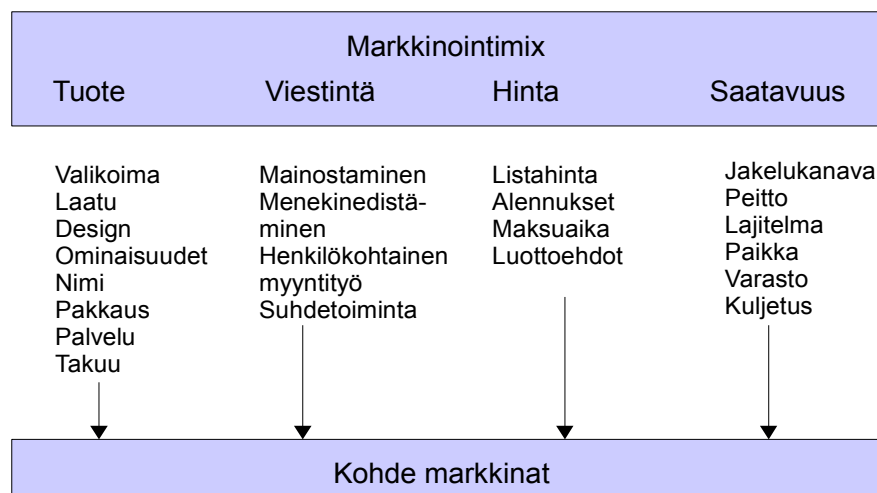 Markkinointimix
Tuote Viestintä Hinta Saatavuus
Valikoima
Laatu
Design
Ominaisuudet
Nimi
Pakkaus
Palvelu
Takuu
Mainostaminen
Menekinedistä-
minen
Henkilökohtainen
myyntityö
Suhdetoiminta
Listahinta
Alennukset
Maksuaika
Luottoehdot
Jakelukanava
Peitto
Lajitelma
Paikka
Varasto
Kuljetus
Kohde markkinat